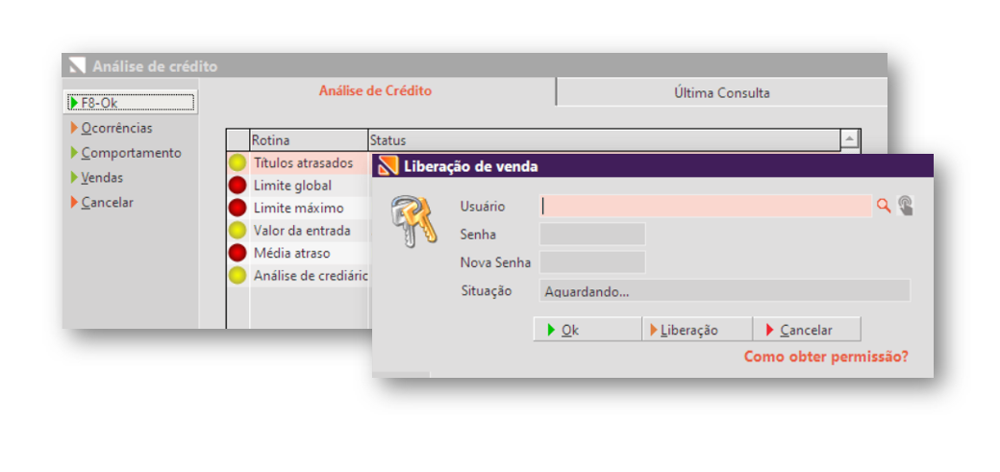 Análise de crédito
F8-Ok
Ocorrências
Comportamento
Vendas
Cancelar
Análise de Crédito
Última Consulta
Rotina Status
Títulos atrasados
Limite global
Limite máximo
Valor da entrada
Média atraso
Análise de crediáric
Liberação de venda
Usuário
Senha
Nova Senha
Situação Aguardando...
Ok Liberação Cancelar
Como obter permissão?